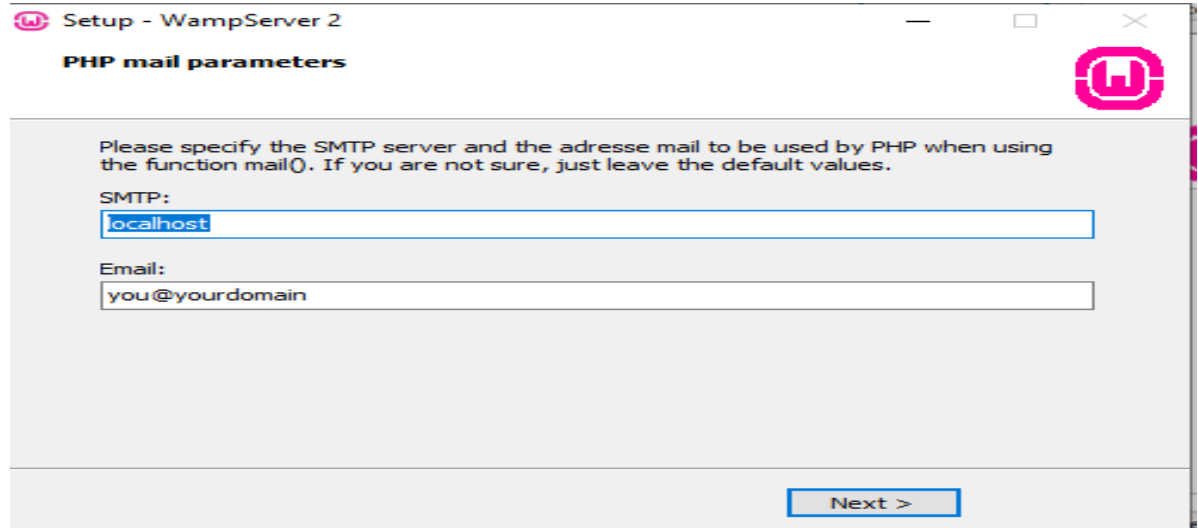 Setup - WampServer 2
PHP mail parameters
Please specify the SMTP server and the adresse mail to be used by PHP when using
the function mail(). If you are not sure, just leave the default values.
SMTP:
localhost
Email:
you@yourdomain
Next >